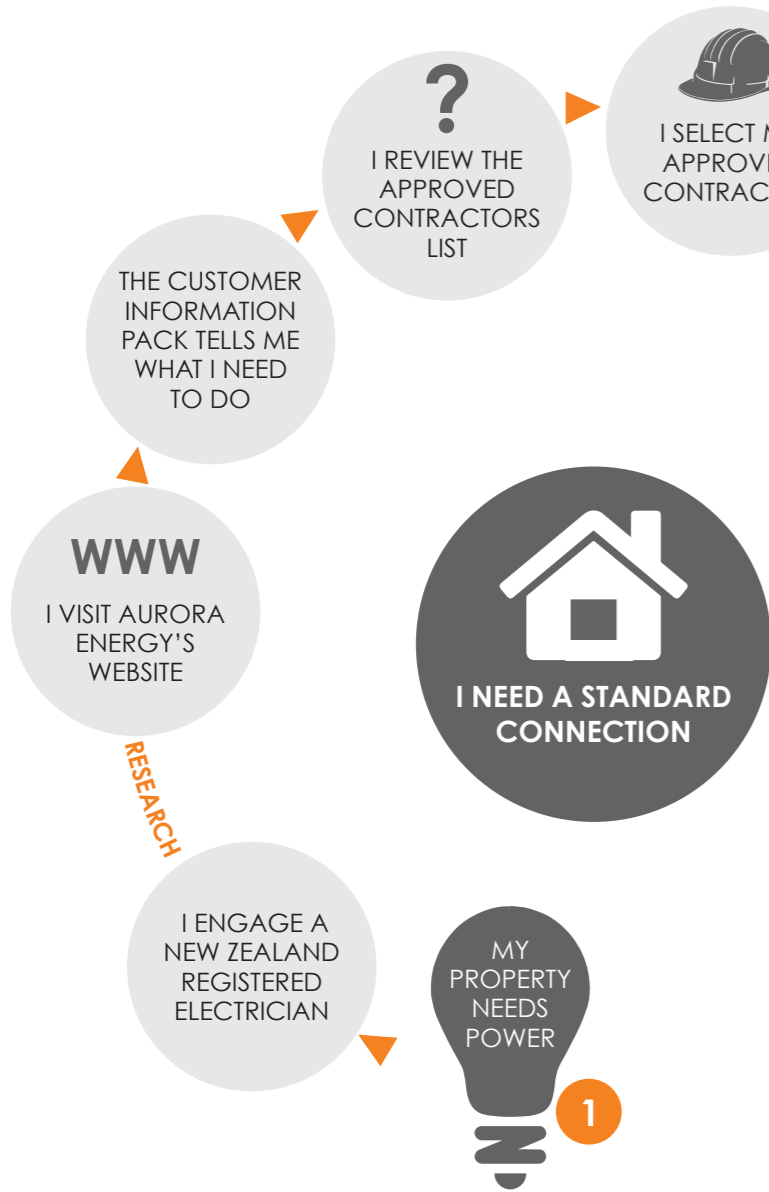 ?
I REVIEW THE
APPROVED
CONTRACTORS
LIST
I SELECT
THE CUSTOMER
INFORMATION
PACK TELLS ME
WHAT I NEED
TO DO
WWW
I VISIT AURORA
ENERGY'S
WEBSITE
I NEED A STANDARD
CONNECTION
RESEARCH
I ENGAGE A
NEW ZEALAND
REGISTERED
ELECTRICIAN
MY
PROPERTY
NEEDS
POWER
1